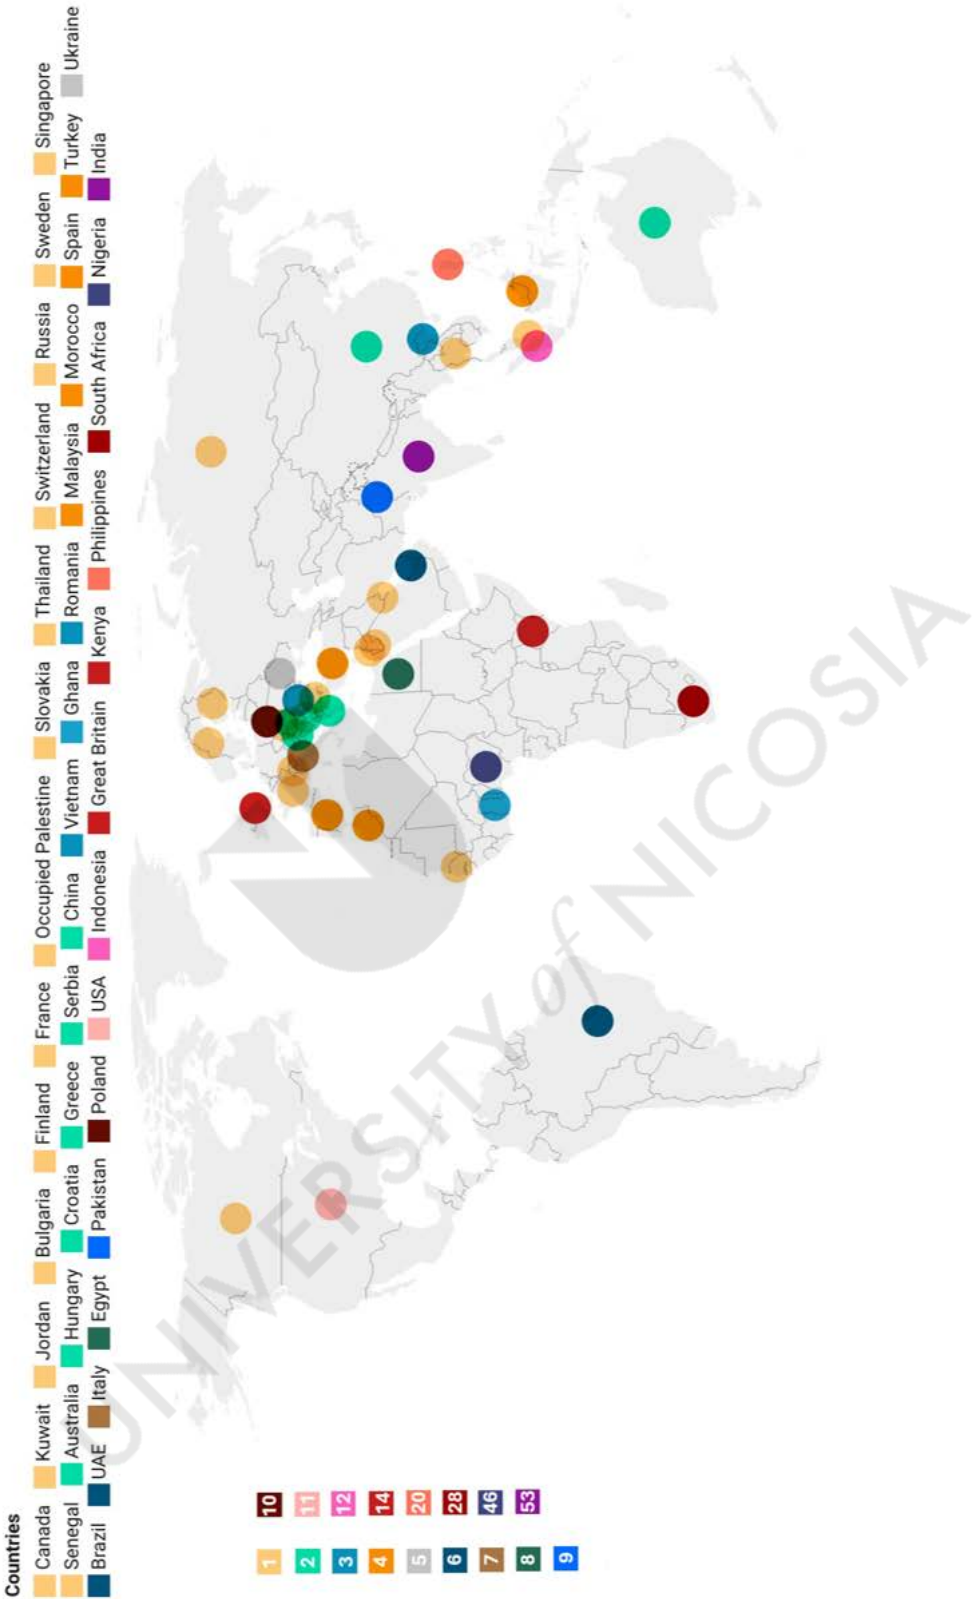 Countries
Canada Kuwait Jordan Bulgaria Finland France Occupied Palestine Slovakia Thailand Switzerland Russia Sweden Singapore
Senegal Australia Hungary Croatia Greece Serbia China Vietnam Ghana Romania Malaysia Morocco Spain Turkey Ukraine
Brazil UAE Italy Egypt Pakistan Poland USA Indonesia Great Britain Kenya Philippines South Africa Nigeria India
1 10
2 11
3 12
4 14
5 20
6 28
7 46
8 53
9
UNIVERSITY of NICOSIA